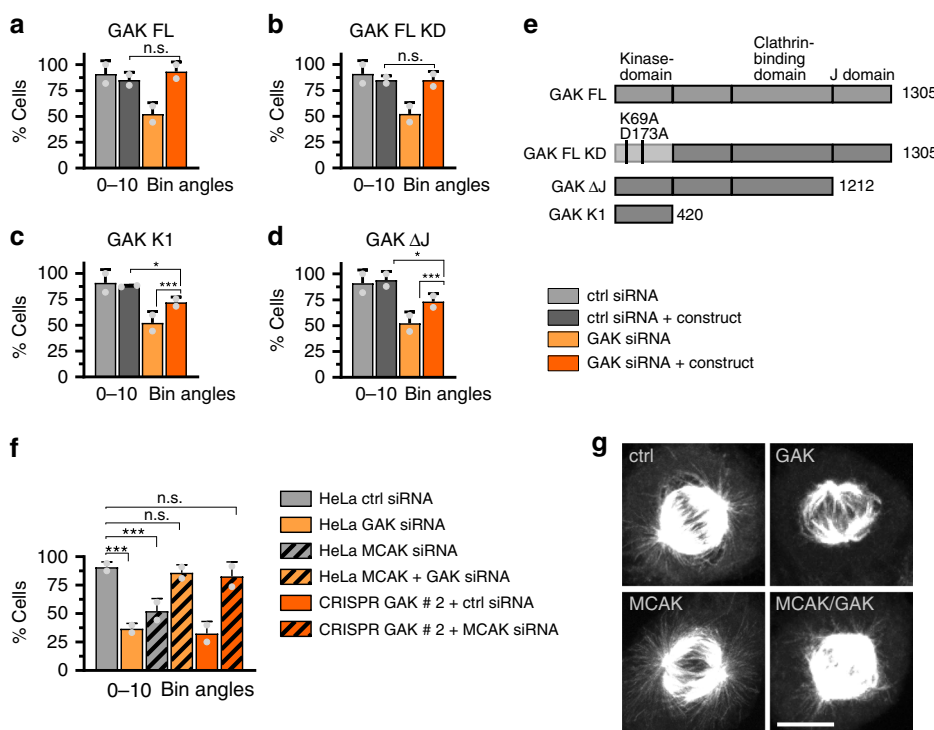 a
GAK FL
n.s.
100
75
50
25
0
% Cells
0–10 Bin angles
b
GAK FL KD
n.s.
100
75
50
25
0
% Cells
0–10 Bin angles
c
GAK K1
*
***
100
75
50
25
0
% Cells
0–10 Bin angles
d
GAK ΔJ
*
***
100
75
50
25
0
% Cells
0–10 Bin angles
e
Kinase-
domain
Clathrin-
binding
domain
J domain
GAK FL
1305
K69A
D173A
GAK FL KD
1305
GAK ΔJ
1212
GAK K1
420
ctrl siRNA
ctrl siRNA + construct
GAK siRNA
GAK siRNA + construct
f
n.s.
n.s.
***
***
100
75
50
25
0
% Cells
0–10 Bin angles
HeLa ctrl siRNA
HeLa GAK siRNA
HeLa MCAK siRNA
HeLa MCAK + GAK siRNA
CRISPR GAK # 2 + ctrl siRNA
CRISPR GAK # 2 + MCAK siRNA
g
ctrl
GAK
MCAK
MCAK/GAK